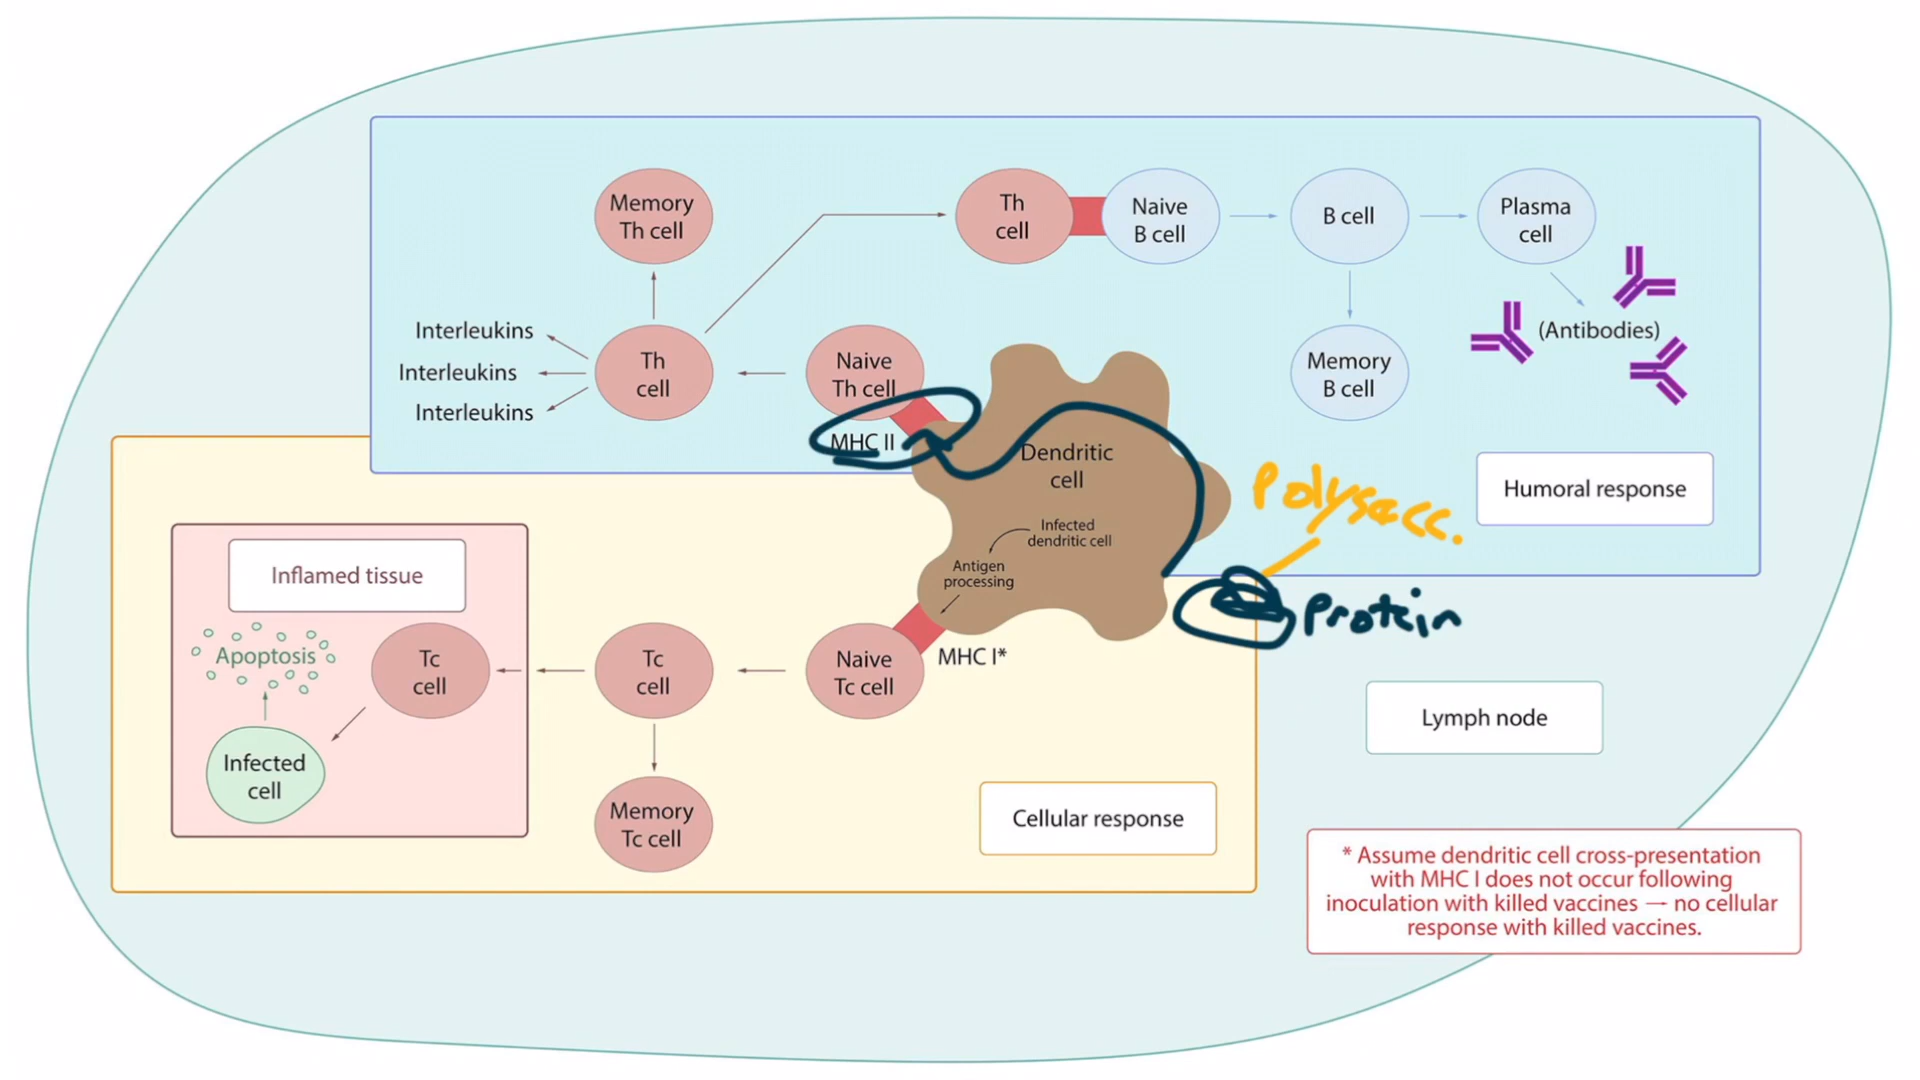 Memory
Th cell
Th
cell
Naive
B cell
B cell
Plasma
cell
Interleukins
Interleukins
Interleukins
Th
cell
Naive
Th cell
MHC II
Memory
B cell
(Antibodies)
Dendritic
cell
Infected
dendritic cell
Antigen
processing
Polysacc.
Humoral response
Protein
Inflamed tissue
Apoptosis
Tc
cell
Tc
cell
Naive
Tc cell
MHC I*
Infected
cell
Memory
Tc cell
Cellular response
Lymph node
* Assume dendritic cell cross-presentation
with MHC I does not occur following
inoculation with killed vaccines → no cellular
response with killed vaccines.